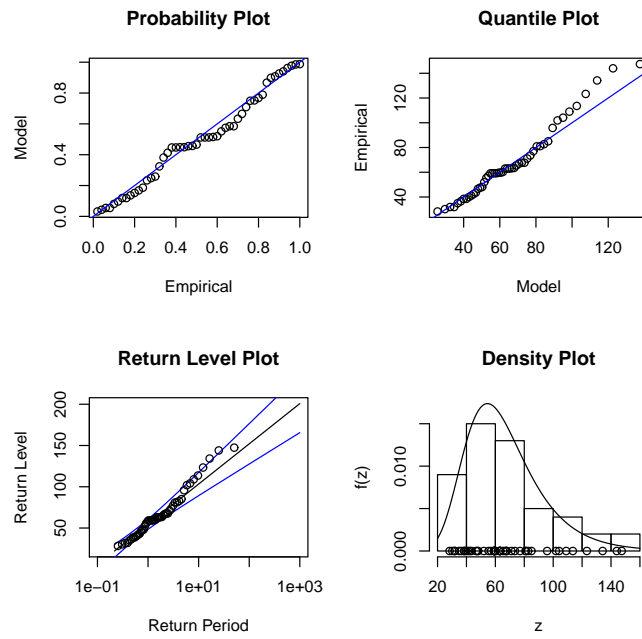 Probability Plot
Model
0.0 0.4 0.8
0.0 0.2 0.4 0.6 0.8 1.0
Empirical
Quantile Plot
Empirical
40 80 120
40 60 80 120
Model
Return Level Plot
Return Level
50 100 150 200
1e−01 1e+01 1e+03
Return Period
Density Plot
f(z)
0.000 0.010
20 60 100 140
z